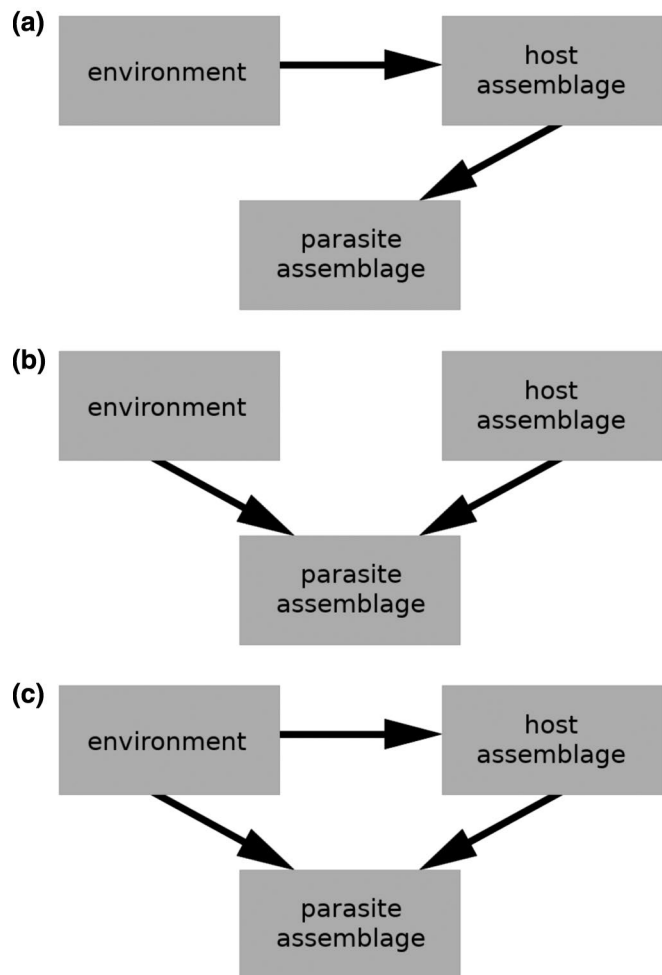 (a)
environment
host
assemblage
parasite
assemblage
(b)
environment
host
assemblage
parasite
assemblage
(c)
environment
host
assemblage
parasite
assemblage